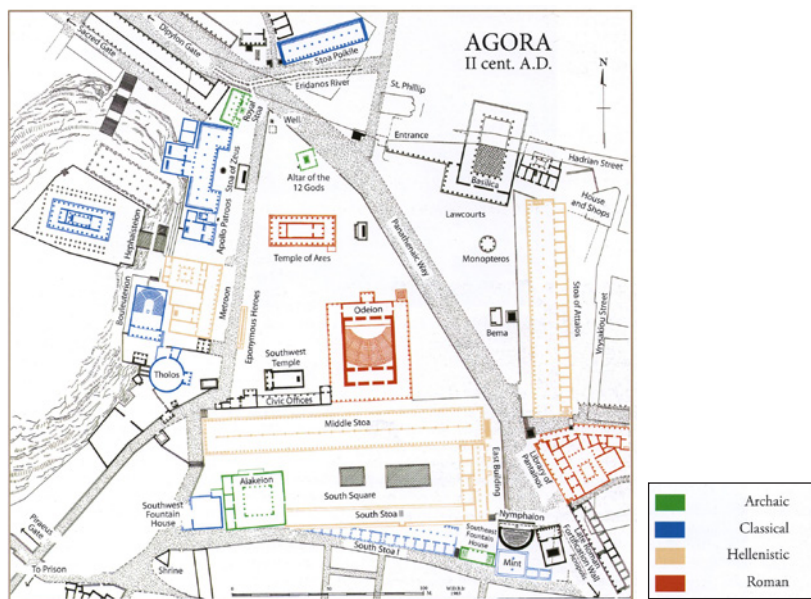 AGORA
II cent. A.D.
N
Dipylon Gate
Sacred Gate
Stoa Poikile
Eridanos River
St. Phillip
Royal
Stoa
Well
Entrance
Hadrian Street
Altar of the
12 Gods
Stoa of Zeus
Basilica
House
and Shops
Lawcourts
Hephaisteion
Apollo Patroos
Temple of Ares
Panathenaic Way
Monopteros
Stoa of Attalos
Bouleuterion
Metroon
Eponymous Heroes
Odeion
Bema
Tholos
Southwest
Temple
Civic Offices
Middle Stoa
East Building
Library of
Pantainos
Aiakeion
South Square
Southwest
Fountain
House
South Stoa II
Nymphaion
South Stoa I
Southeast
Fountain
House
Mint
Piraeus
Gate
To Prison
Shrine
Archaic
Classical
Hellenistic
Roman